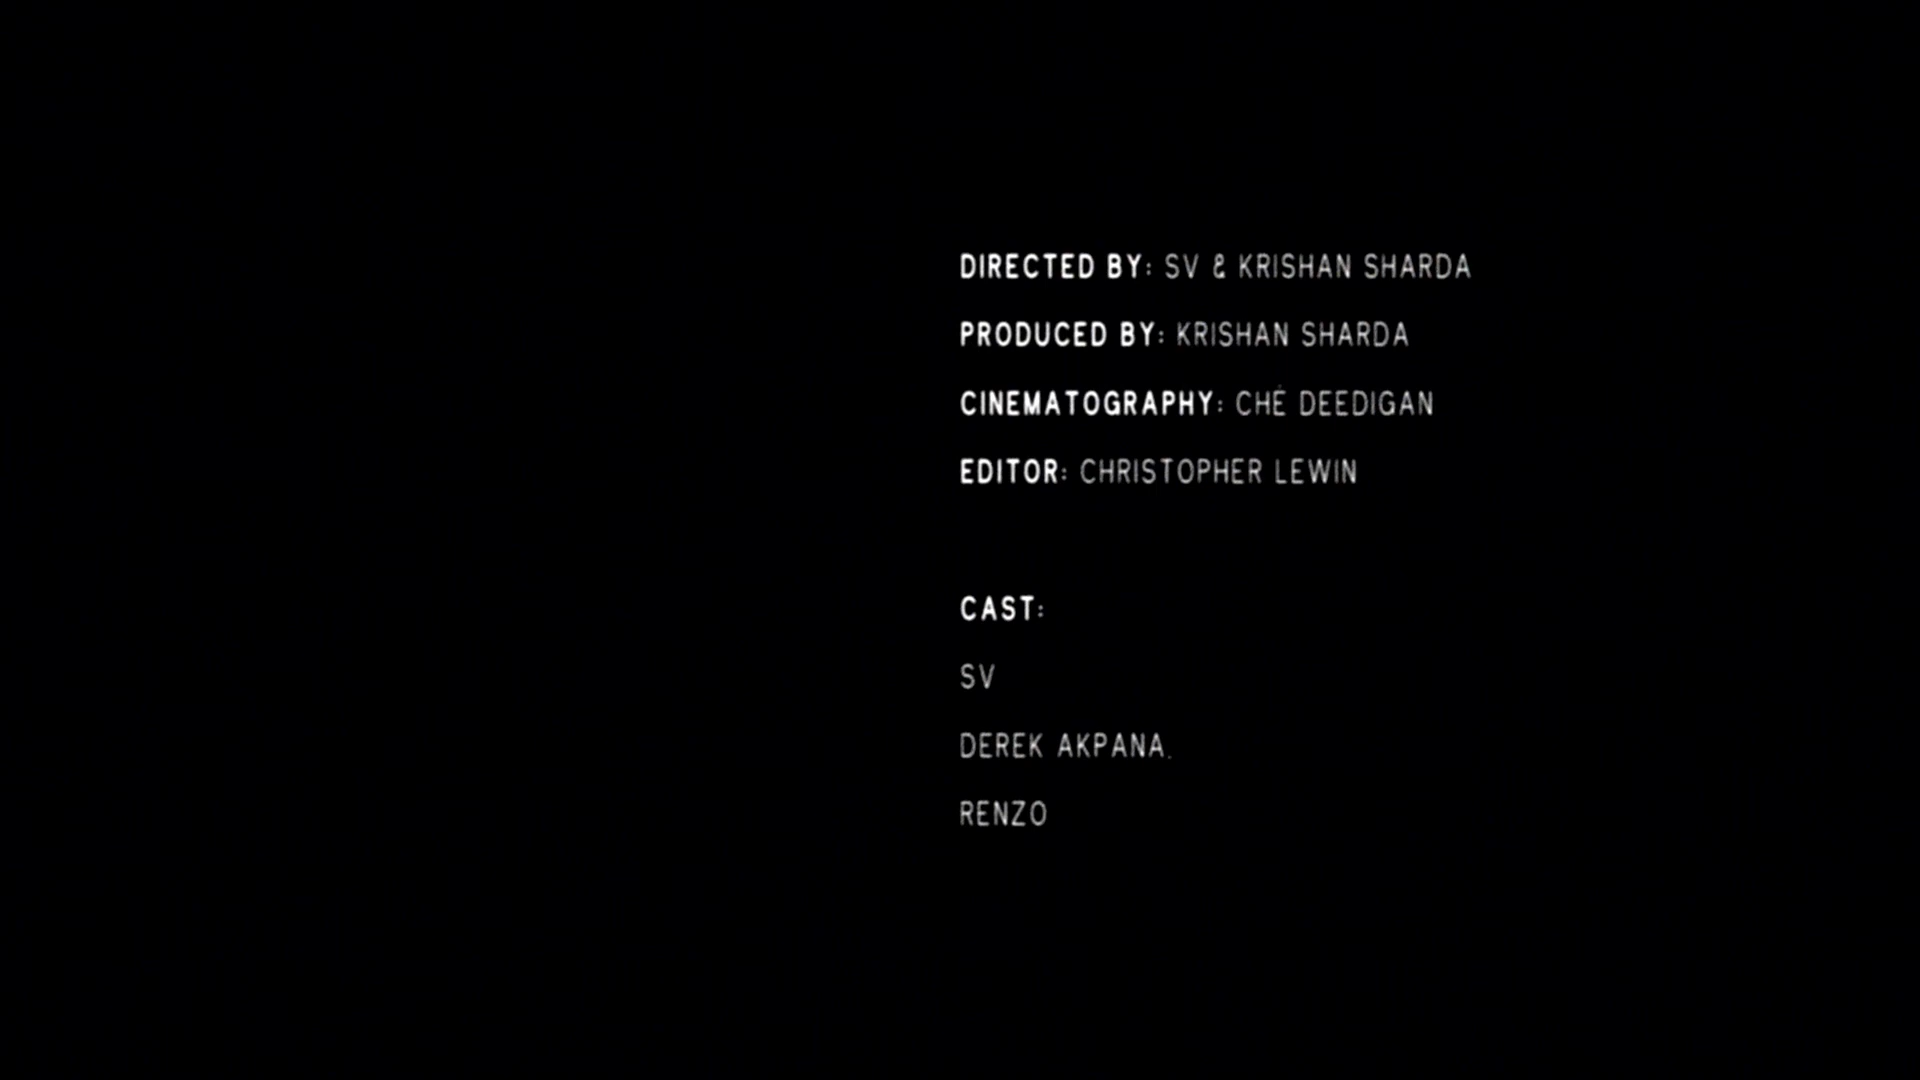 DIRECTED BY: SV & KRISHAN SHARDA
PRODUCED BY: KRISHAN SHARDA
CINEMATOGRAPHY: CHÉ DEEDIGAN
EDITOR: CHRISTOPHER LEWIN
CAST:
SV
DEREK AKPANA.
RENZO